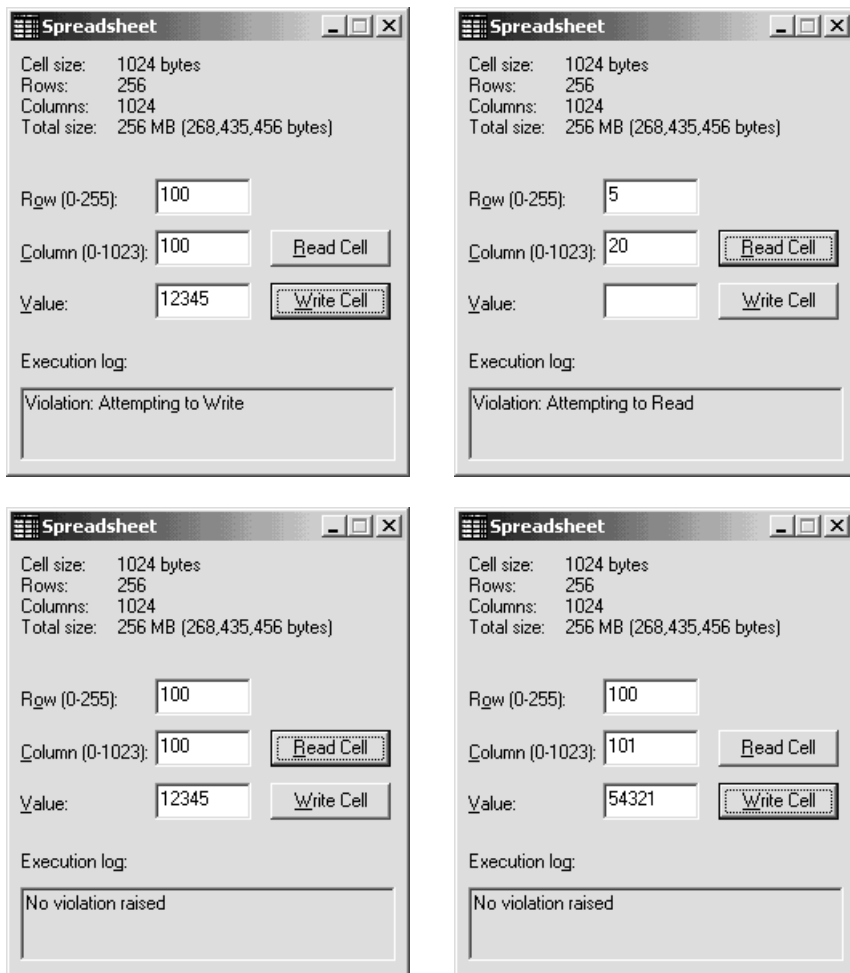 Spreadsheet
Cell size: 1024 bytes
Rows: 256
Columns: 1024
Total size: 256 MB (268,435,456 bytes)
Row (0-255): 100
Column (0-1023): 100 Read Cell
Value: 12345 Write Cell
Execution log:
Violation: Attempting to Write
Spreadsheet
Cell size: 1024 bytes
Rows: 256
Columns: 1024
Total size: 256 MB (268,435,456 bytes)
Row (0-255): 5
Column (0-1023): 20 Read Cell
Value: Write Cell
Execution log:
Violation: Attempting to Read
Spreadsheet
Cell size: 1024 bytes
Rows: 256
Columns: 1024
Total size: 256 MB (268,435,456 bytes)
Row (0-255): 100
Column (0-1023): 100 Read Cell
Value: 12345 Write Cell
Execution log:
No violation raised
Spreadsheet
Cell size: 1024 bytes
Rows: 256
Columns: 1024
Total size: 256 MB (268,435,456 bytes)
Row (0-255): 100
Column (0-1023): 101 Read Cell
Value: 54321 Write Cell
Execution log:
No violation raised